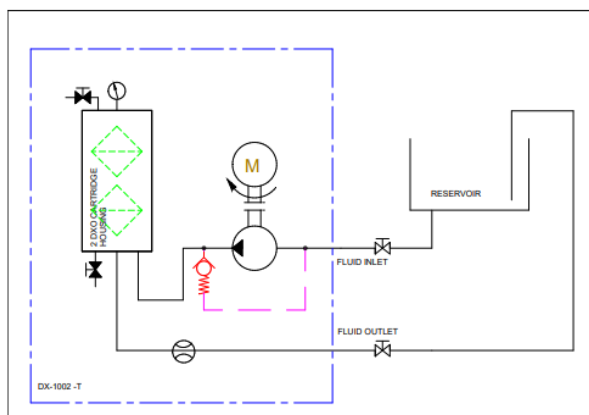 M
2 DXO CARTRIDGE
HOUSING
RESERVOIR
FLUID INLET
FLUID OUTLET
DX-1002 -T